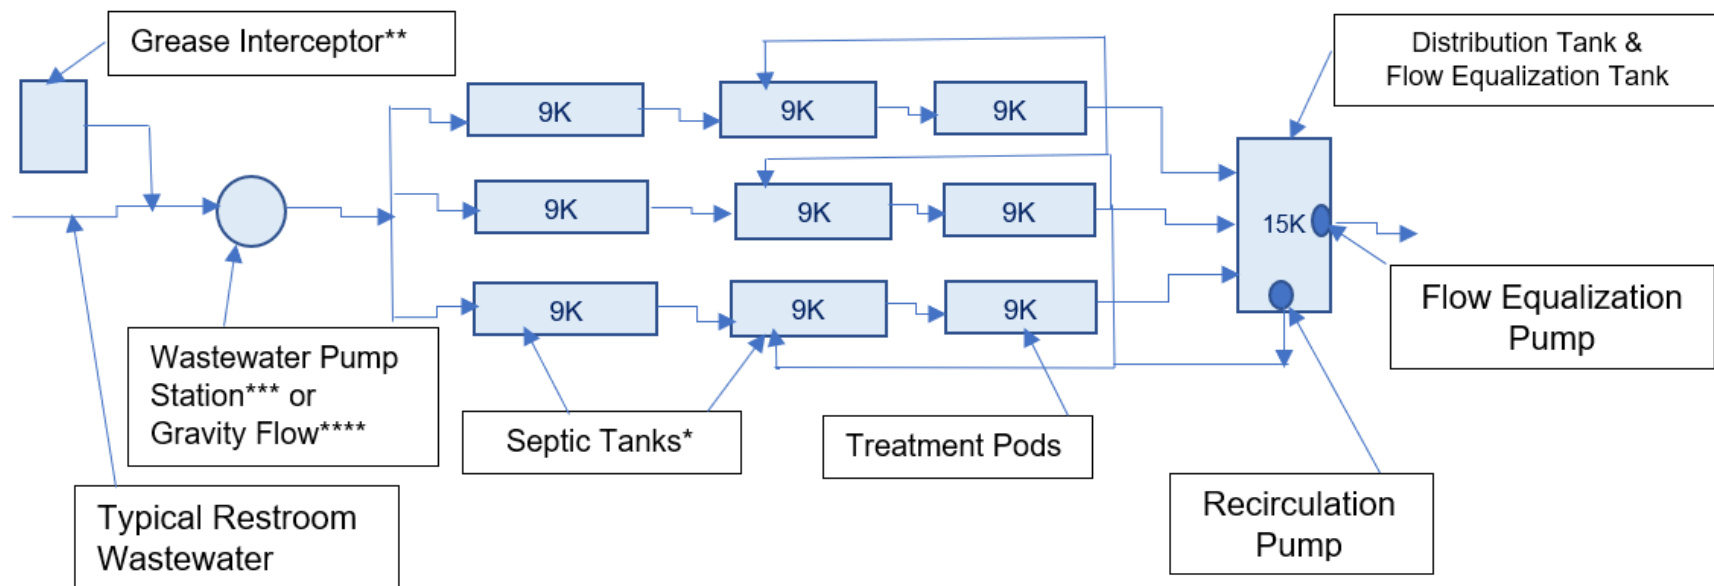 Grease Interceptor**
Distribution Tank &
Flow Equalization Tank
9K
9K
9K
9K
9K
9K
15K
9K
9K
9K
Flow Equalization
Pump
Wastewater Pump
Station*** or
Gravity Flow****
Septic Tanks*
Treatment Pods
Recirculation
Pump
Typical Restroom
Wastewater